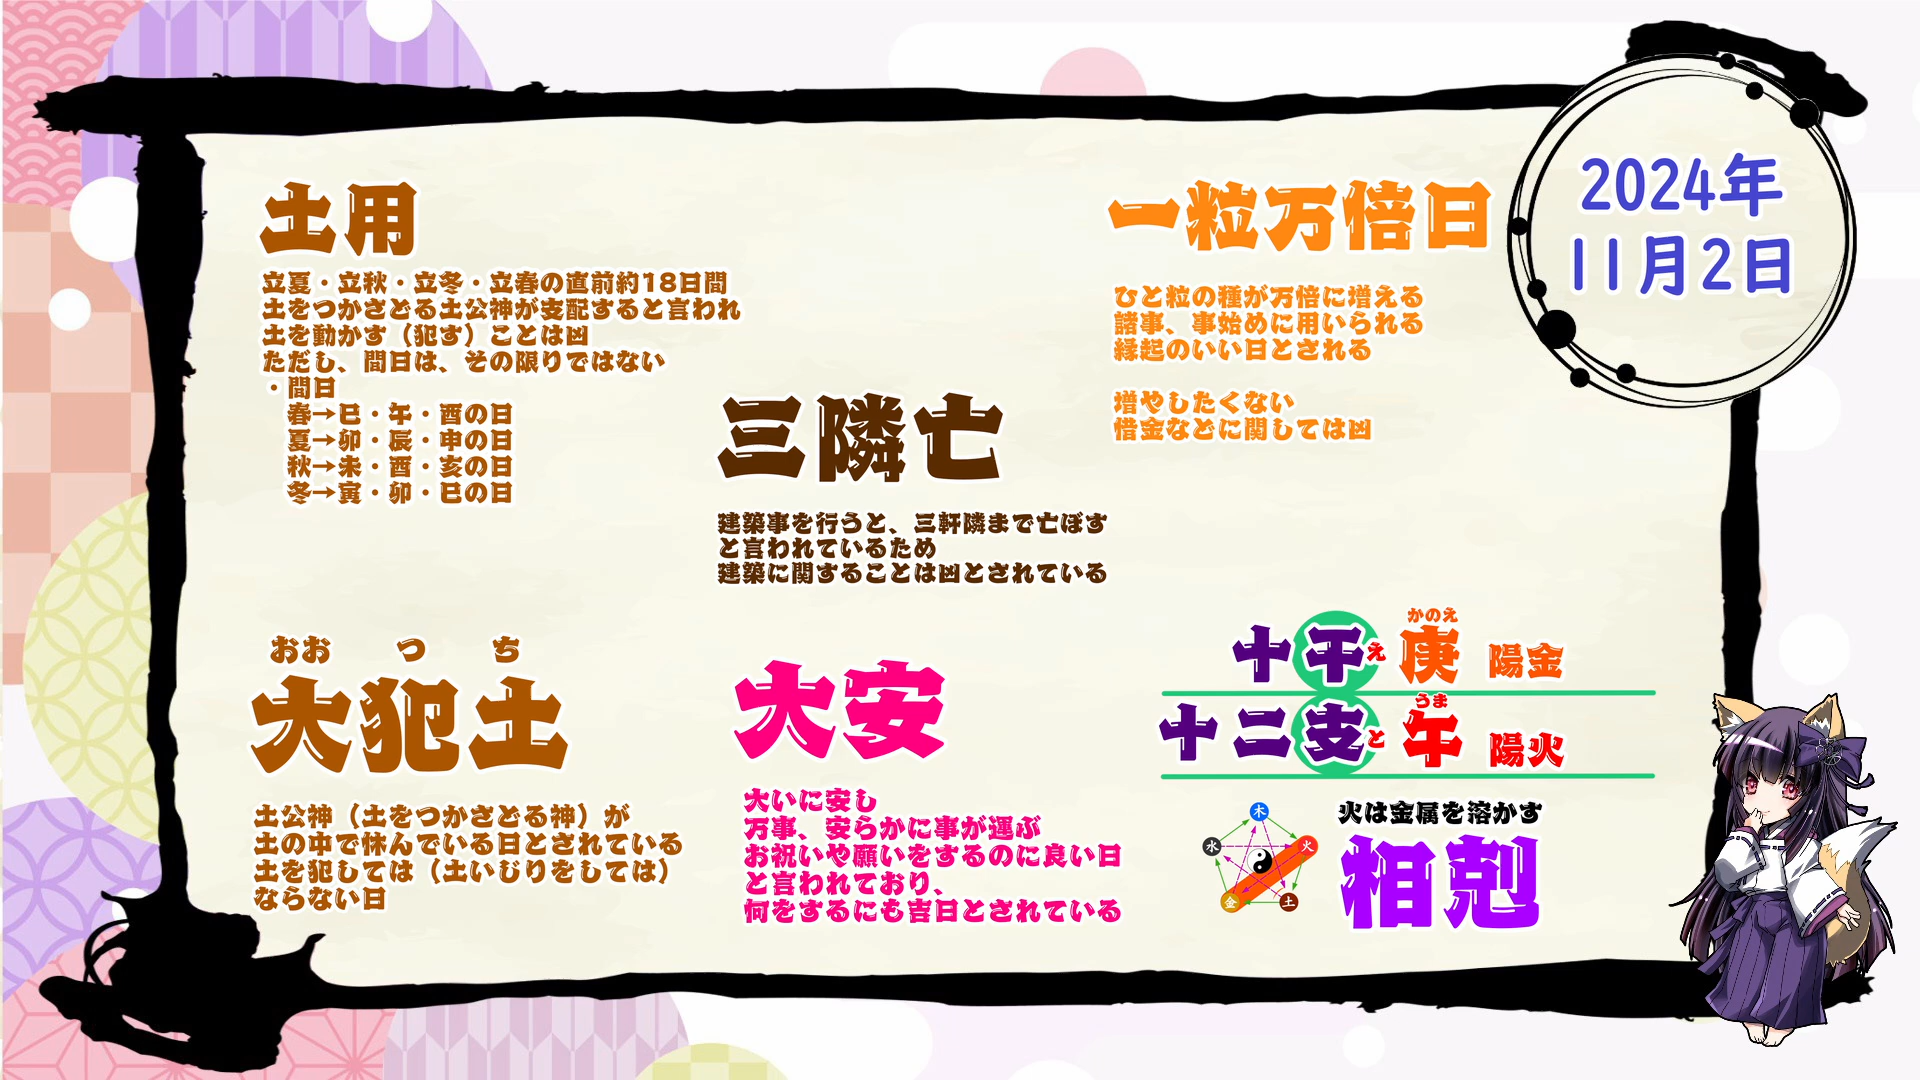 2024年
11月2日
土用
立夏・立秋・立冬・立春の直前約18日間
土をつかさどる土公神が支配すると言われ
土を動かす（犯す）ことは凶
ただし、間日は、その限りではない
・間日
春→巳・午・酉の日
夏→卯・辰・申の日
秋→未・酉・亥の日
冬→寅・卯・巳の日
一粒万倍日
ひと粒の種が万倍に増える
諸事、事始めに用いられる
縁起のいい日とされる
増やしたくない
借金などに関しては凶
三隣亡
建築事を行うと、三軒隣まで亡ぼす
と言われているため
建築に関することは凶とされている
おお つ ち
大犯土
土公神（土をつかさどる神）が
土の中で休んでいる日とされている
土を犯しては（土いじりをしては）
ならない日
大安
大いに安し
万事、安らかに事が運ぶ
お祝いや願いをするのに良い日
と言われており、
何をするにも吉日とされている
かのえ
十干え 庚 陽金
うま
十二支と 午 陽火
木
水 火
金 土
火は金属を溶かす
相剋